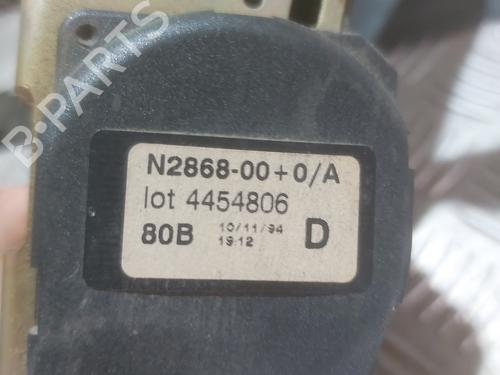 B-PARTS
N2868-00+0/A
lot 4454806
80B 10/11/94 D
19:12